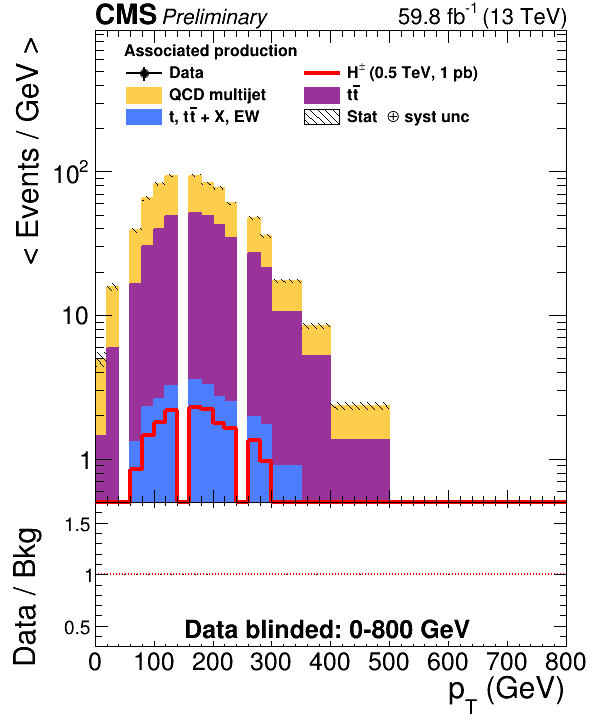 CMS Preliminary 59.8 fb⁻¹ (13 TeV)
Associated production
Data
H± (0.5 TeV, 1 pb)
QCD multijet
tt̄
t, tt̄ + X, EW
Stat ⊕ syst unc
< Events / GeV >
10²
10
1
Data / Bkg
1.5
1
0.5
Data blinded: 0-800 GeV
0 100 200 300 400 500 600 700 800
p_T (GeV)